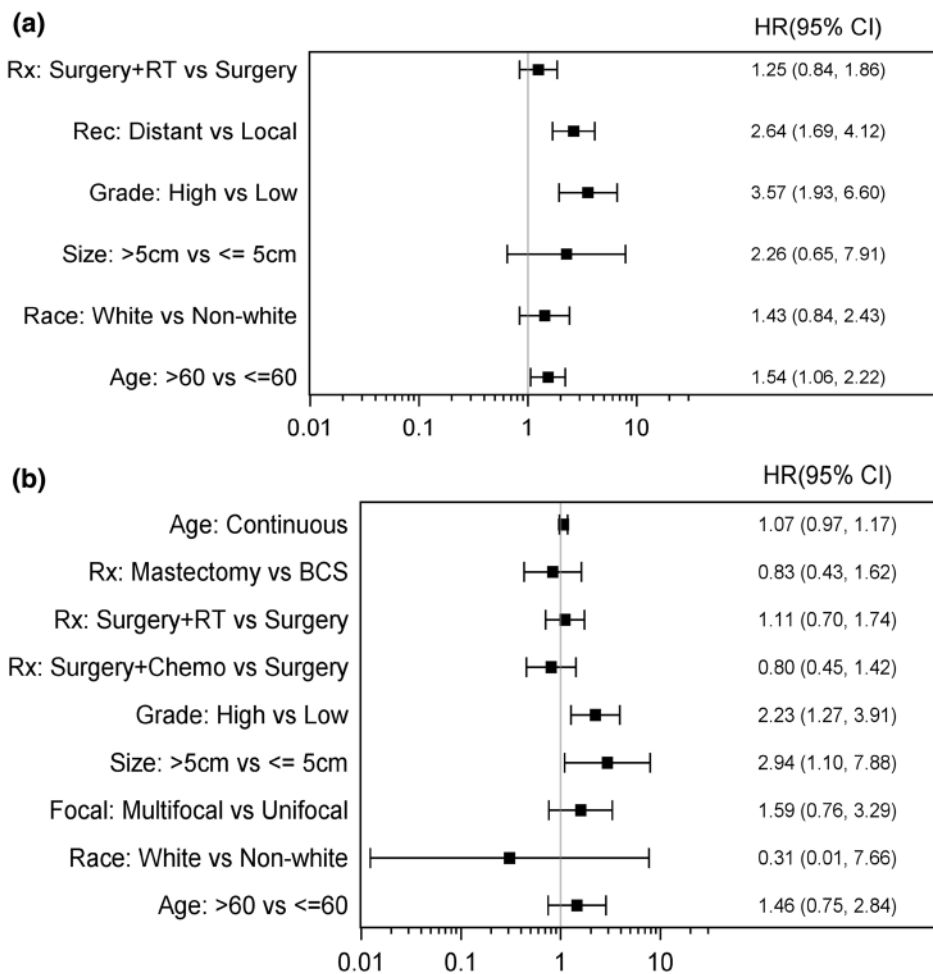 (a)
HR(95% CI)
Rx: Surgery+RT vs Surgery 1.25 (0.84, 1.86)
Rec: Distant vs Local 2.64 (1.69, 4.12)
Grade: High vs Low 3.57 (1.93, 6.60)
Size: >5cm vs <= 5cm 2.26 (0.65, 7.91)
Race: White vs Non-white 1.43 (0.84, 2.43)
Age: >60 vs <=60 1.54 (1.06, 2.22)
0.01 0.1 1 10
(b)
HR(95% CI)
Age: Continuous 1.07 (0.97, 1.17)
Rx: Mastectomy vs BCS 0.83 (0.43, 1.62)
Rx: Surgery+RT vs Surgery 1.11 (0.70, 1.74)
Rx: Surgery+Chemo vs Surgery 0.80 (0.45, 1.42)
Grade: High vs Low 2.23 (1.27, 3.91)
Size: >5cm vs <= 5cm 2.94 (1.10, 7.88)
Focal: Multifocal vs Unifocal 1.59 (0.76, 3.29)
Race: White vs Non-white 0.31 (0.01, 7.66)
Age: >60 vs <=60 1.46 (0.75, 2.84)
0.01 0.1 1 10